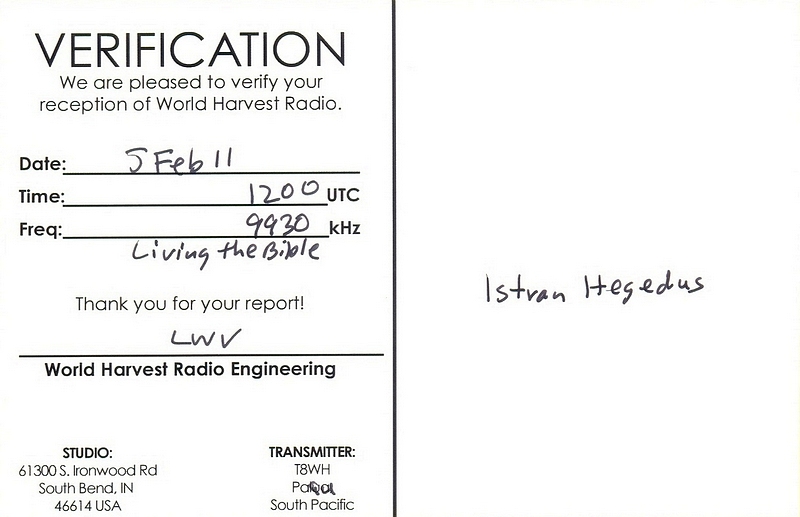 VERIFICATION
We are pleased to verify your
reception of World Harvest Radio.
Date: 5 Feb 11
Time: 1200 UTC
Freq: 9930 kHz
Living the Bible
Thank you for your report!
LWV
World Harvest Radio Engineering
STUDIO:
61300 S. Ironwood Rd
South Bend, IN
46614 USA
TRANSMITTER:
T8WH
South Pacific
Istvan Hegedus